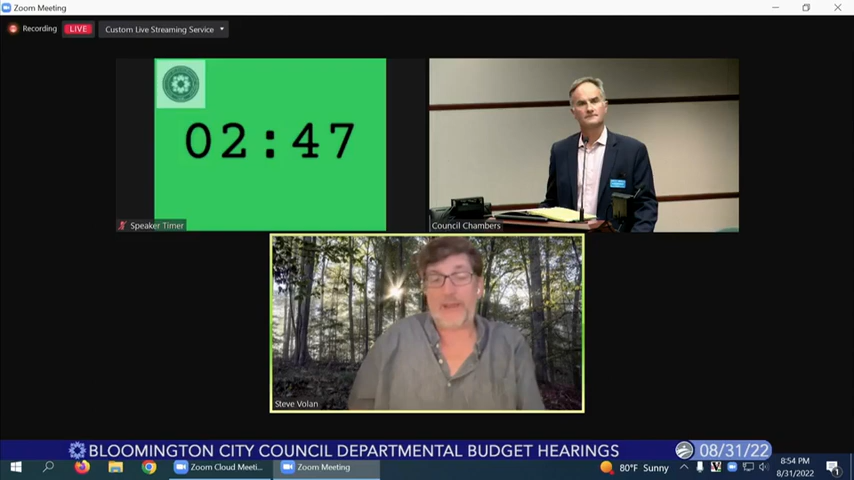 Zoom Meeting
Recording
LIVE
Custom Live Streaming Service
02:47
Speaker Timer
Council Chambers
Steve Volan
BLOOMINGTON CITY COUNCIL DEPARTMENTAL BUDGET HEARINGS
08/31/22
Zoom Cloud Meeti...
Zoom Meeting
80°F Sunny
8:54 PM
8/31/2022